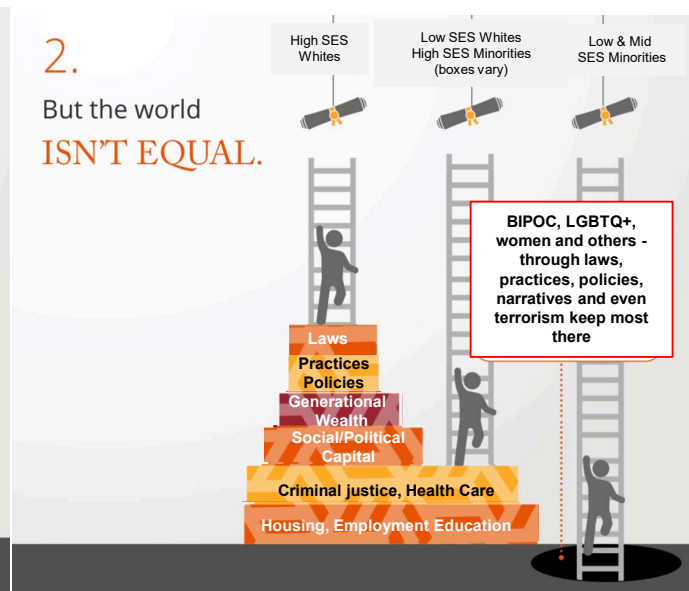 2.
But the world
ISN'T EQUAL.
High SES
Whites
Low SES Whites
High SES Minorities
(boxes vary)
Low & Mid
SES Minorities
BIPOC, LGBTQ+,
women and others -
through laws,
practices, policies,
narratives and even
terrorism keep most
there
Laws
Practices
Policies
Generational
Wealth
Social/Political
Capital
Criminal justice, Health Care
Housing, Employment Education